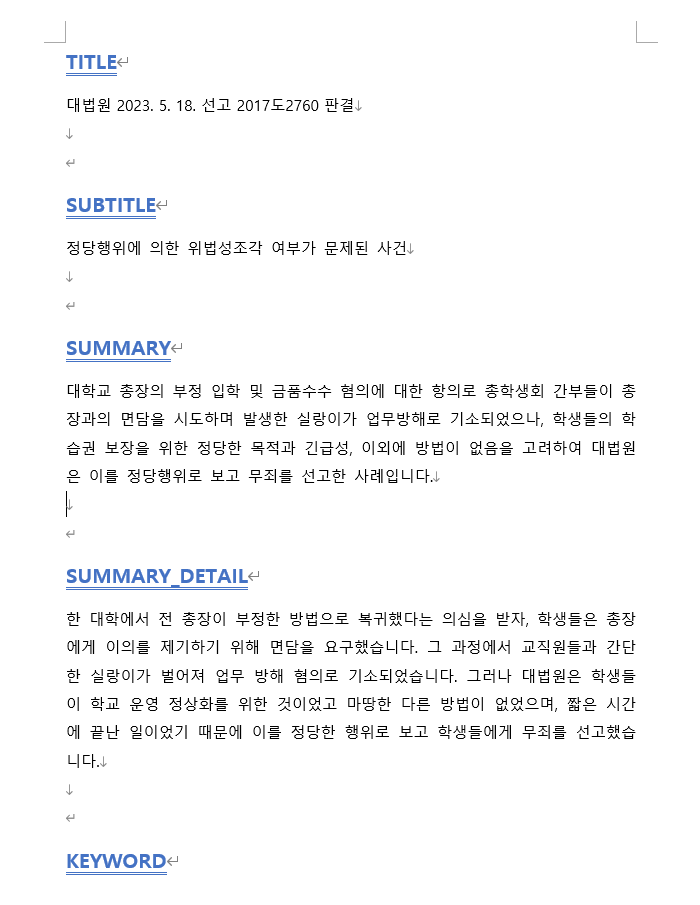 TITLE
대법원 2023. 5. 18. 선고 2017도2760 판결
SUBTITLE
정당행위에 의한 위법성조각 여부가 문제된 사건
SUMMARY
대학교 총장의 부정 입학 및 금품수수 혐의에 대한 항의로 총학생회 간부들이 총
장과의 면담을 시도하며 발생한 실랑이가 업무방해로 기소되었으나, 학생들의 학
습권 보장을 위한 정당한 목적과 긴급성, 이외에 방법이 없음을 고려하여 대법원
은 이를 정당행위로 보고 무죄를 선고한 사례입니다.
SUMMARY_DETAIL
한 대학에서 전 총장이 부정한 방법으로 복귀했다는 의심을 받자, 학생들은 총장
에게 이의를 제기하기 위해 면담을 요구했습니다. 그 과정에서 교직원들과 간단
한 실랑이가 벌어져 업무 방해 혐의로 기소되었습니다. 그러나 대법원은 학생들
이 학교 운영 정상화를 위한 것이었고 마땅한 다른 방법이 없었으며, 짧은 시간
에 끝난 일이었기 때문에 이를 정당한 행위로 보고 학생들에게 무죄를 선고했습
니다.
KEYWORD